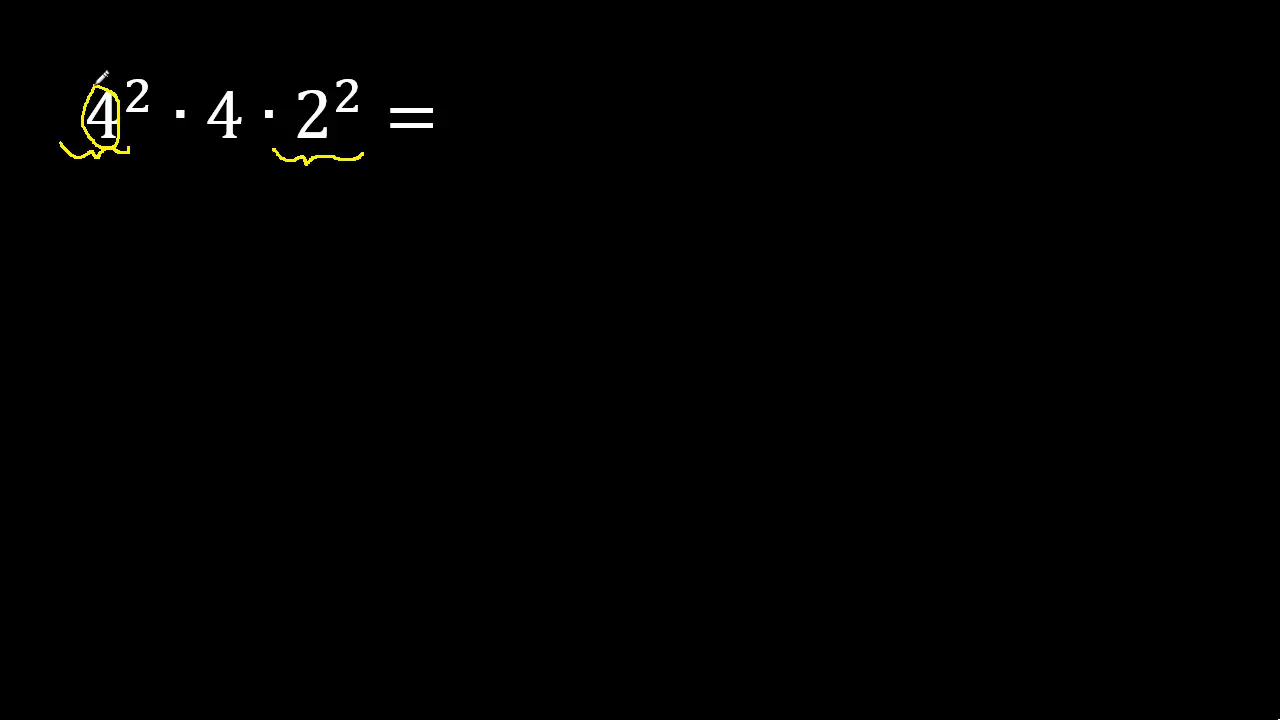 4² · 4 · 2² =